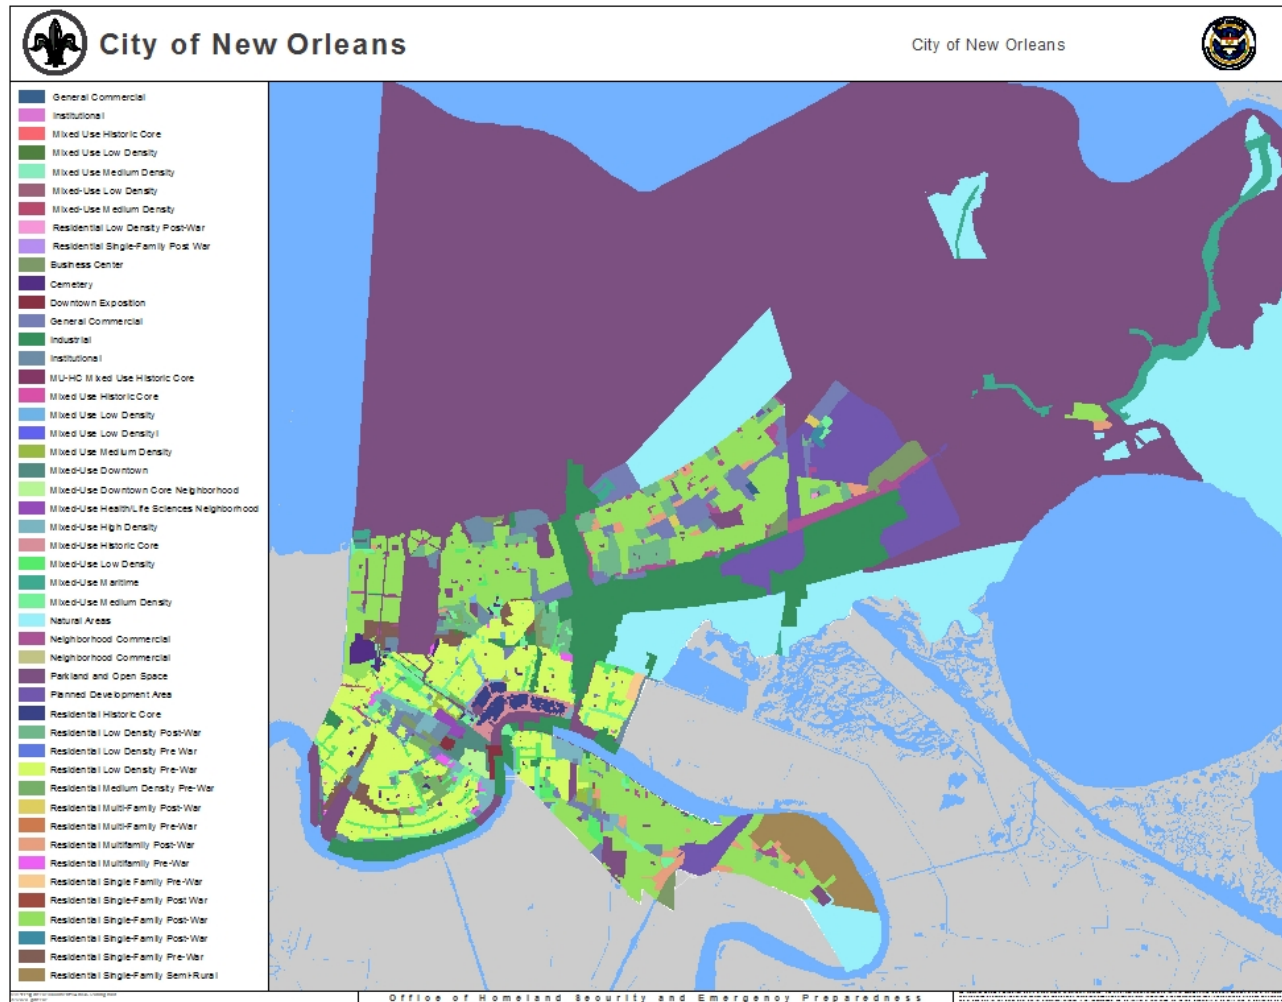 City of New Orleans
City of New Orleans
General Commercial
Institutional
Mixed Use Historic Core
Mixed Use Low Density
Mixed Use Medium Density
Mixed-Use Low Density
Mixed-Use Medium Density
Residential Low Density Post-War
Residential Single-Family Post War
Business Center
Cemetery
Downtown Exposition
General Commercial
Industrial
Institutional
MU-HC Mixed Use Historic Core
Mixed Use Historic Core
Mixed Use Low Density
Mixed Use Low Densityl
Mixed Use Medium Density
Mixed-Use Downtown
Mixed-Use Downtown Core Neighborhood
Mixed-Use Health/Life Sciences Neighborhood
Mixed-Use High Density
Mixed-Use Historic Core
Mixed-Use Low Density
Mixed-Use Maritime
Mixed-Use Medium Density
Natural Areas
Neighborhood Commercial
Neighborhood Commercial
Parkland and Open Space
Planned Development Area
Residential Historic Core
Residential Low Density Post-War
Residential Low Density Pre War
Residential Low Density Pre-War
Residential Medium Density Pre-War
Residential Multi-Family Post-War
Residential Multi-Family Pre-War
Residential Multifamily Post-War
Residential Multifamily Pre-War
Residential Single Family Pre-War
Residential Single-Family Post War
Residential Single-Family Post-War
Residential Single-Family Post-War
Residential Single-Family Pre-War
Residential Single-Family Semi-Rural
Office of Homeland Security and Emergency Preparedness